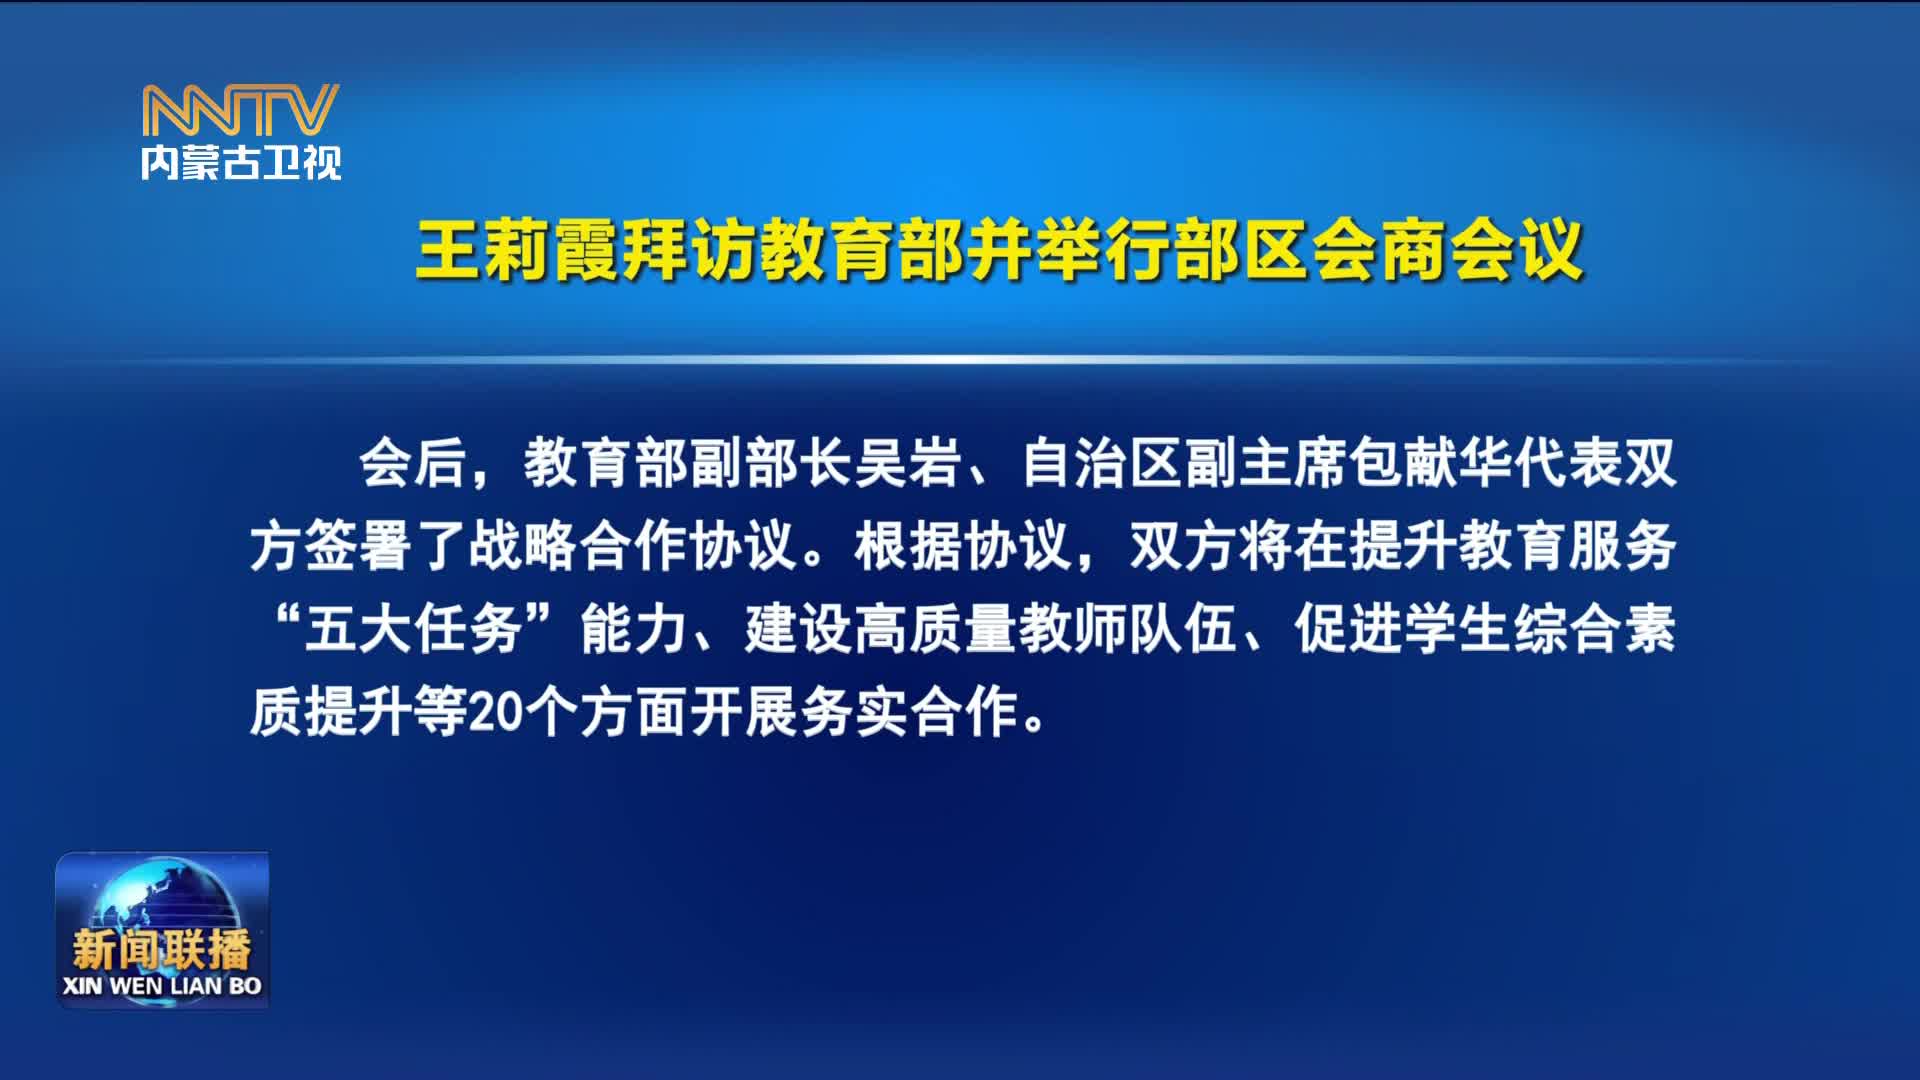 NNTV
内蒙古卫视
王莉霞拜访教育部并举行部区会商会议
会后，教育部副部长吴岩、自治区副主席包献华代表双
方签署了战略合作协议。根据协议，双方将在提升教育服务
“五大任务”能力、建设高质量教师队伍、促进学生综合素
质提升等20个方面开展务实合作。
新闻联播
XIN WEN LIAN BO